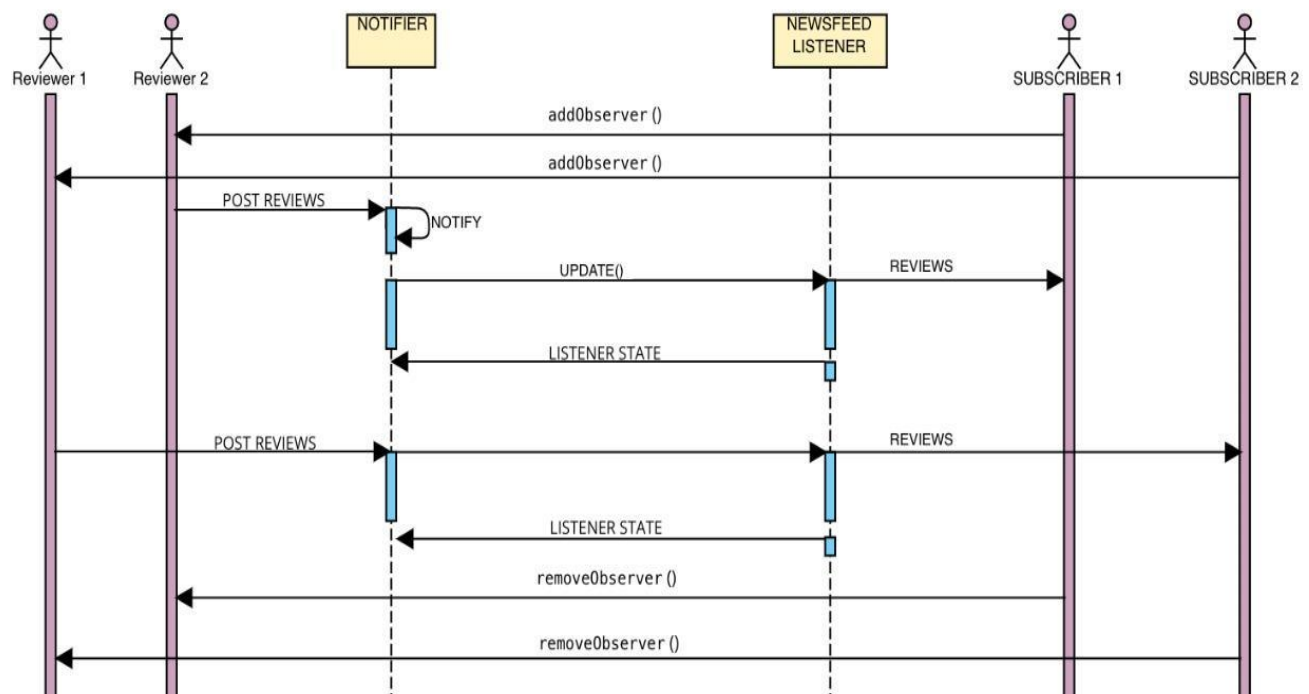 NOTIFIER
NEWSFEED
LISTENER
Reviewer 1
Reviewer 2
SUBSCRIBER 1
SUBSCRIBER 2
addObserver()
addObserver()
POST REVIEWS
NOTIFY
UPDATE()
REVIEWS
LISTENER STATE
POST REVIEWS
REVIEWS
LISTENER STATE
removeObserver()
removeObserver()